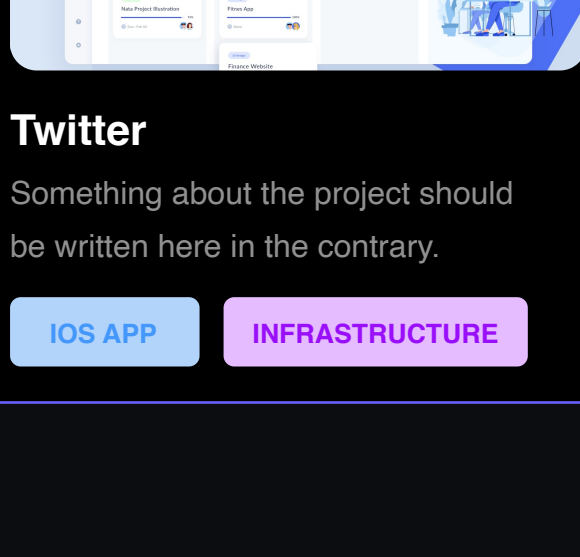 Nata Project Illustration
Fitnes App
Finance Website
Twitter
Something about the project should
be written here in the contrary.
IOS APP
INFRASTRUCTURE